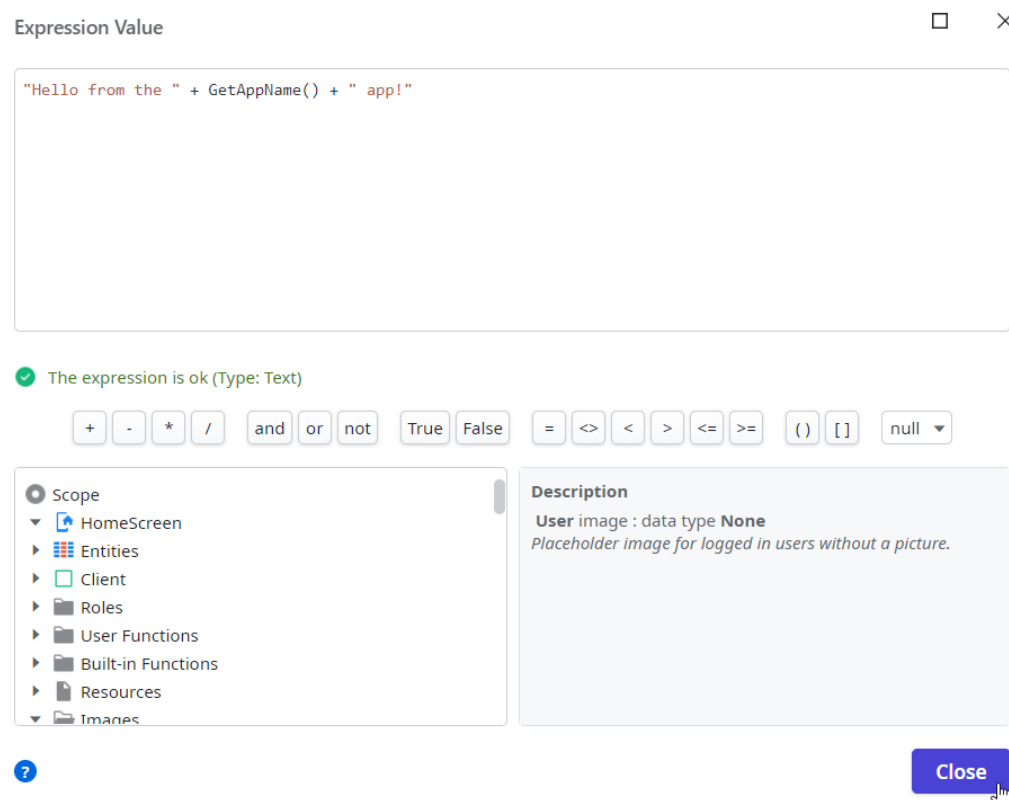 Expression Value
"Hello from the " + GetAppName() + " app!"
The expression is ok (Type: Text)
+ - * / and or not True False = <> < > <= >= ( ) [ ] null
Scope
HomeScreen
Entities
Client
Roles
User Functions
Built-in Functions
Resources
Images
Description
User image : data type None
Placeholder image for logged in users without a picture.
?
Close